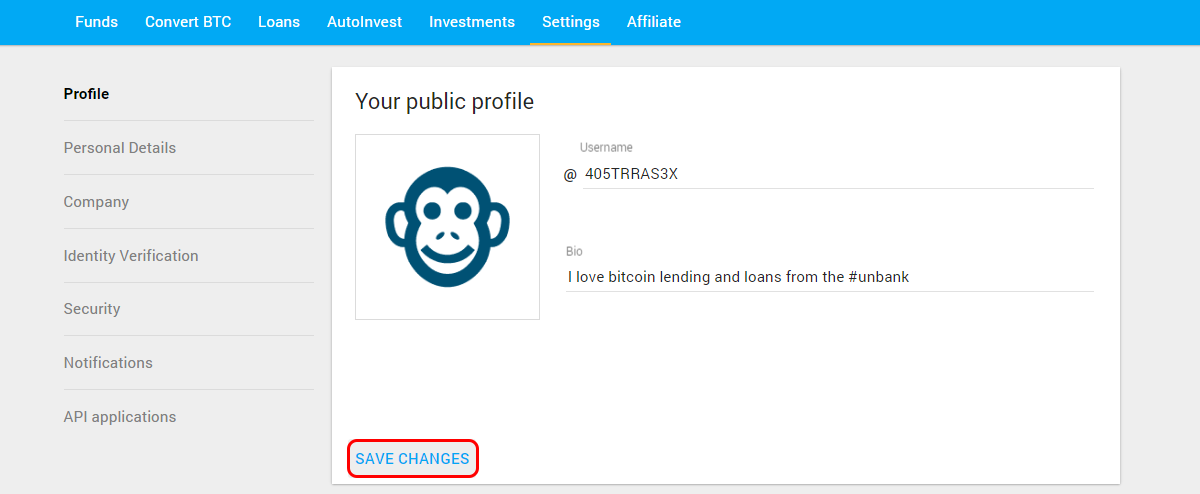 Funds Convert BTC Loans AutoInvest Investments Settings Affiliate
Profile
Personal Details
Company
Identity Verification
Security
Notifications
API applications
Your public profile
Username
@ 405TRRAS3X
Bio
I love bitcoin lending and loans from the #unbank
SAVE CHANGES